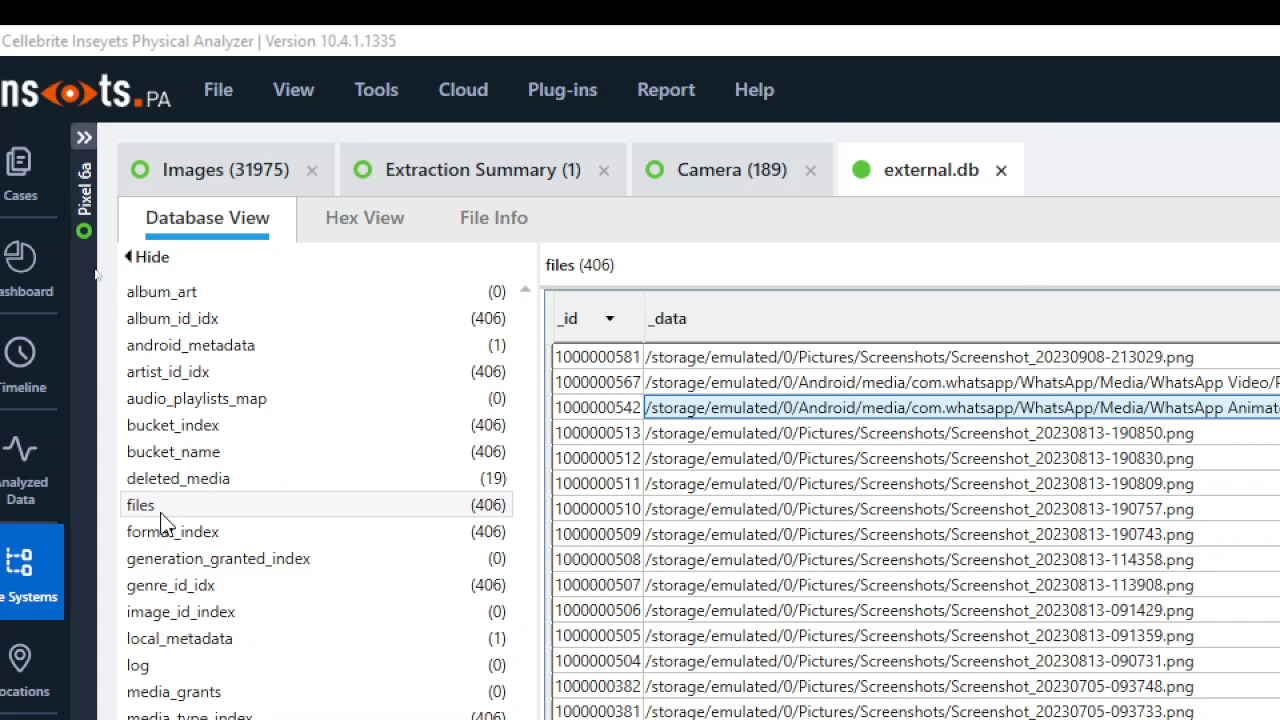 Cellebrite Inseyets Physical Analyzer | Version 10.4.1.1335
ns ts. PA File View Tools Cloud Plug-ins Report Help
Cases
ashboard
Timeline
Analyzed
Data
e Systems
ocations
Pixel 6a
Images (31975) Extraction Summary (1) Camera (189) external.db
Database View Hex View File Info
Hide
album_art (0)
album_id_idx (406)
android_metadata (1)
artist_id_idx (406)
audio_playlists_map (0)
bucket_index (406)
bucket_name (406)
deleted_media (19)
files (406)
format_index (406)
generation_granted_index (0)
genre_id_idx (406)
image_id_index (0)
local_metadata (1)
log (0)
media_grants (0)
media_type_index (406)
files (406)
_id _data
1000000581 /storage/emulated/0/Pictures/Screenshots/Screenshot_20230908-213029.png
1000000567 /storage/emulated/0/Android/media/com.whatsapp/WhatsApp/Media/WhatsApp Video/
1000000542 /storage/emulated/0/Android/media/com.whatsapp/WhatsApp/Media/WhatsApp Animat
1000000513 /storage/emulated/0/Pictures/Screenshots/Screenshot_20230813-190850.png
1000000512 /storage/emulated/0/Pictures/Screenshots/Screenshot_20230813-190830.png
1000000511 /storage/emulated/0/Pictures/Screenshots/Screenshot_20230813-190809.png
1000000510 /storage/emulated/0/Pictures/Screenshots/Screenshot_20230813-190757.png
1000000509 /storage/emulated/0/Pictures/Screenshots/Screenshot_20230813-190743.png
1000000508 /storage/emulated/0/Pictures/Screenshots/Screenshot_20230813-114358.png
1000000507 /storage/emulated/0/Pictures/Screenshots/Screenshot_20230813-113908.png
1000000506 /storage/emulated/0/Pictures/Screenshots/Screenshot_20230813-091429.png
1000000505 /storage/emulated/0/Pictures/Screenshots/Screenshot_20230813-091359.png
1000000504 /storage/emulated/0/Pictures/Screenshots/Screenshot_20230813-090731.png
1000000382 /storage/emulated/0/Pictures/Screenshots/Screenshot_20230705-093748.png
1000000381 /storage/emulated/0/Pictures/Screenshots/Screenshot_20230705-093733.png